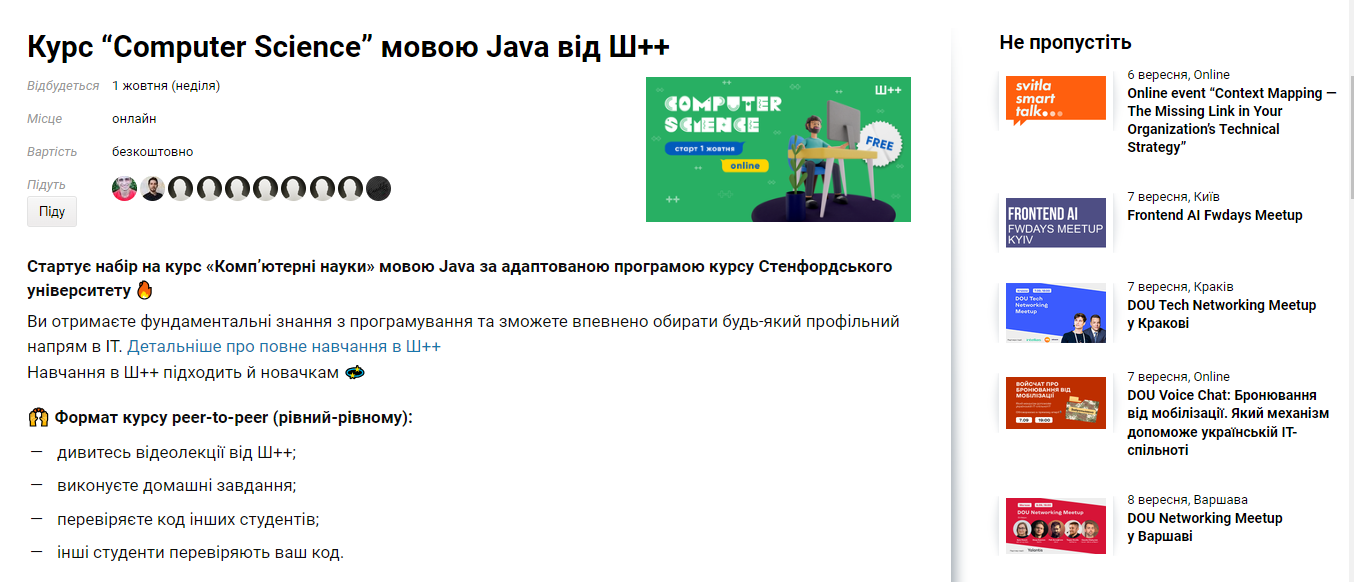 Курс “Computer Science” мовою Java від Ш++
Відбудеться 1 жовтня (неділя)
Місце онлайн
Вартість безкоштовно
Підуть
Піду
Ш++
COMPUTER
SCIENCE
старт 1 жовтня
online
FREE
Стартує набір на курс «Комп’ютерні науки» мовою Java за адаптованою програмою курсу Стенфордського
університету 🔥
Ви отримаєте фундаментальні знання з програмування та зможете впевнено обирати будь-який профільний
напрям в ІТ. Детальніше про повне навчання в Ш++
Навчання в Ш++ підходить й новачкам 💫
🙌 Формат курсу peer-to-peer (рівний-рівному):
— дивитесь відеолекції від Ш++;
— виконуєте домашні завдання;
— перевіряєте код інших студентів;
— інші студенти перевіряють ваш код.
Не пропустіть
svitla
smart
talk...
6 вересня, Online
Online event “Context Mapping —
The Missing Link in Your
Organization’s Technical
Strategy”
FRONTEND AI
FWDAYS MEETUP
KYIV
7 вересня, Київ
Frontend AI Fwdays Meetup
DOU Tech
Networking
Meetup
7 вересня, Краків
DOU Tech Networking Meetup
у Кракові
ВОЙСЧАТ ПРО
БРОНЮВАННЯ ВІД
МОБІЛІЗАЦІЇ
7.09 19:00
7 вересня, Online
DOU Voice Chat: Бронювання
від мобілізації. Який механізм
допоможе українській ІТ-
спільноті
DOU Networking Meetup
8 вересня, Варшава
DOU Networking Meetup
у Варшаві